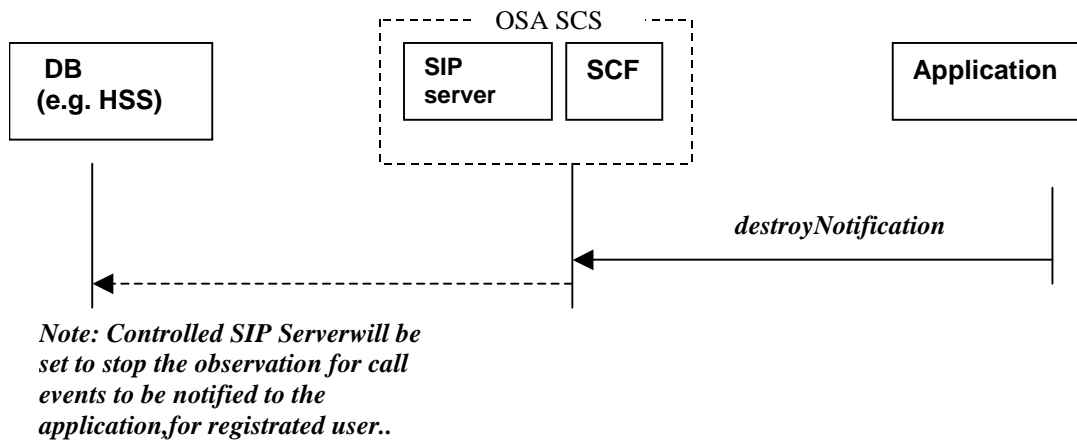 OSA SCS
DB
(e.g. HSS)
SIP
server
SCF
Application
destroyNotification
Note: Controlled SIP Serverwill be
set to stop the observation for call
events to be notified to the
application,for registrated user..